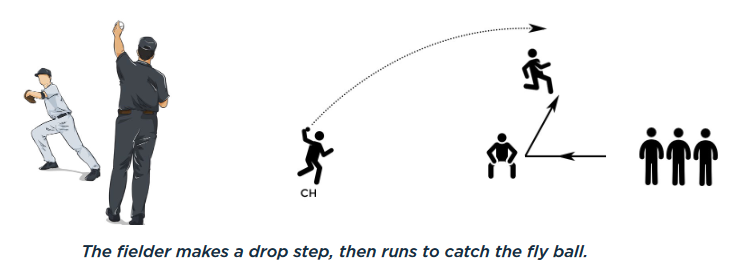 CH
The fielder makes a drop step, then runs to catch the fly ball.